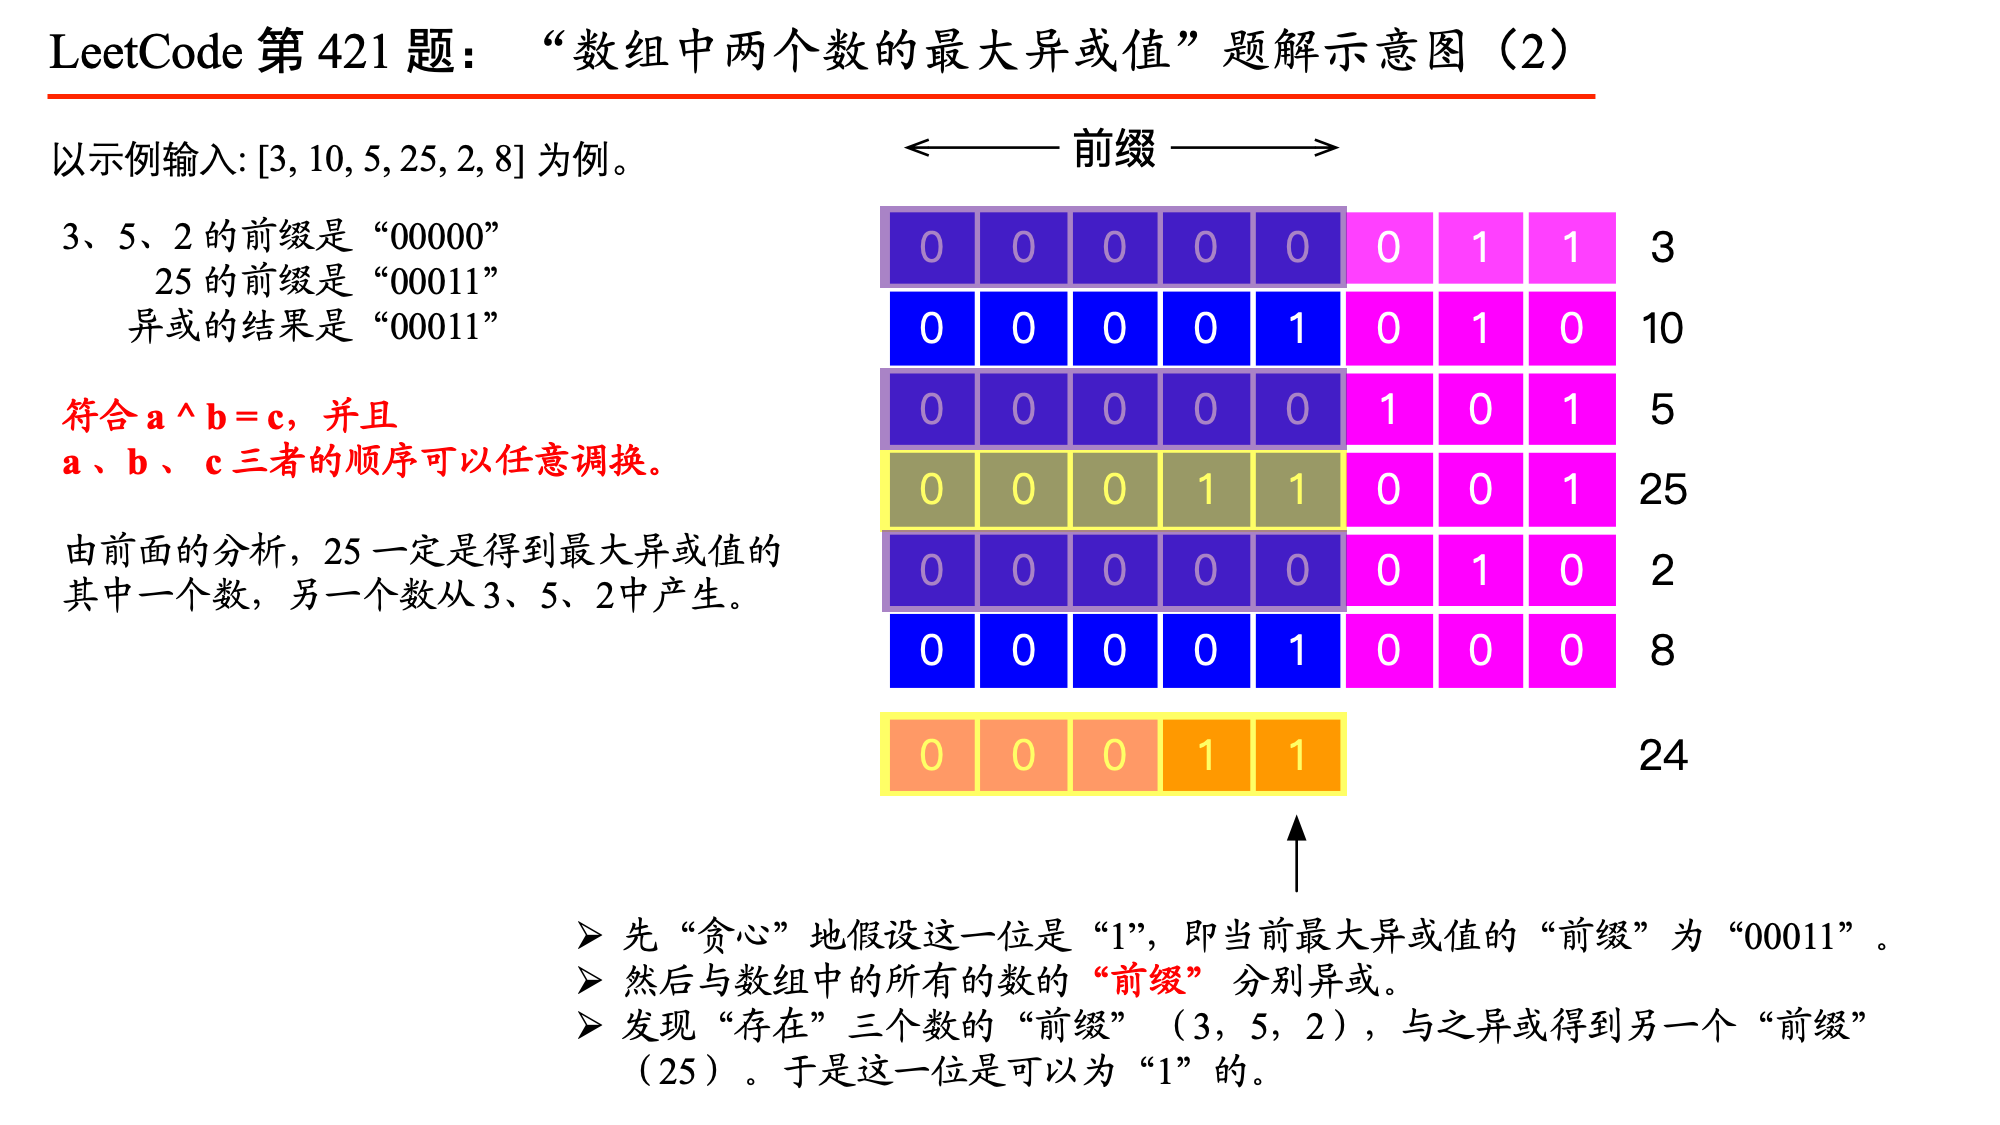 LeetCode 第 421 题： “数组中两个数的最大异或值”题解示意图（2）
以示例输入: [3, 10, 5, 25, 2, 8] 为例。
3、5、2 的前缀是“00000”
25 的前缀是“00011”
异或的结果是“00011”
符合 a ^ b = c，并且
a 、b 、 c 三者的顺序可以任意调换。
由前面的分析，25 一定是得到最大异或值的
其中一个数，另一个数从 3、5、2中产生。
前缀
0 0 0 0 0 0 1 1 3
0 0 0 0 1 0 1 0 10
0 0 0 0 0 1 0 1 5
0 0 0 1 1 0 0 1 25
0 0 0 0 0 0 1 0 2
0 0 0 0 1 0 0 0 8
0 0 0 1 1 24
➢ 先“贪心”地假设这一位是“1”，即当前最大异或值的“前缀”为“00011”。
➢ 然后与数组中的所有的数的“前缀” 分别异或。
➢ 发现“存在”三个数的“前缀”（3，5，2），与之异或得到另一个“前缀”
（25）。于是这一位是可以为“1”的。